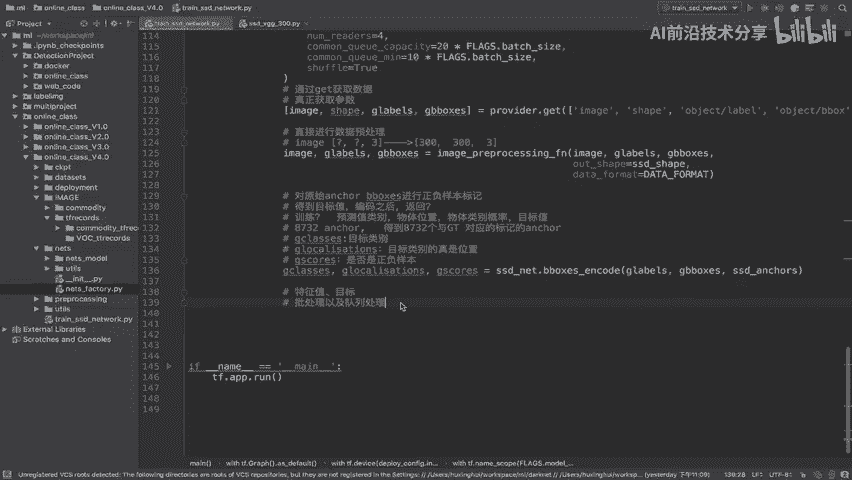 ml
online_class
online_class_V4.0
train_ssd_network.py
train_ssd_network
Project
train_ssd_network.py
ssd_vgg_300.py
AI前沿技术分享 bilibili
ml
.ipynb_checkpoints
DetectionProject
docker
online_class
web_code
labelimg
multiproject
online_class
online_class_V1.0
online_class_V2.0
online_class_V3.0
online_class_V4.0
ckpt
datasets
deployment
IMAGE
commodity
tfrecords
commodity_tfrec
VOC_tfrecords
nets
nets_model
utils
__init__.py
nets_factory.py
preprocessing
utils
train_ssd_network.py
External Libraries
Scratches and Consoles
114 num_readers=4,
115 common_queue_capacity=20 * FLAGS.batch_size,
116 common_queue_min=10 * FLAGS.batch_size,
117 shuffle=True
118 )
119 # 通过get获取数据
120 # 真正获取参数
121 [image, shape, glabels, gbboxes] = provider.get(['image', 'shape', 'object/label', 'object/bbox'
122
123 # 直接进行数据预处理
124 # image [?, ?, 3]---->[300, 300, 3]
125 image, glabels, gbboxes = image_preprocessing_fn(image, glabels, gbboxes,
126 out_shape=ssd_shape,
127 data_format=DATA_FORMAT)
128
129 # 对原始anchor bboxes进行正负样本标记
130 # 得到目标值，编码之后，返回?
131 # 训练? 预测值类别，物体位置，物体类别概率，目标值
132 # 8732 anchor, 得到8732个与GT 对应的标记的anchor
133 # gclasses:目标类别
134 # glocalisations: 目标类别的真是位置
135 # gscores: 是否是正负样本
136 gclasses, glocalisations, gscores = ssd_net.bboxes_encode(glabels, gbboxes, ssd_anchors)
137
138 # 特征值、目标
139 # 批处理以及队列处理
140
141
142
143
144
145 if __name__ == '__main__':
146 tf.app.run()
147
148
149
main()
with tf.Graph().as_default()
with tf.device(deploy_config.in...
with tf.name_scope(FLAGS.model_...
Unregistered VCS roots detected: The following directories are roots of VCS repositories, but they are not registered in the Settings: // /Users/huxinghui/workspace/ml/darknet // /Users/huxinghui/worksp... (yesterday 下午11:09)
139:28
UTF-8